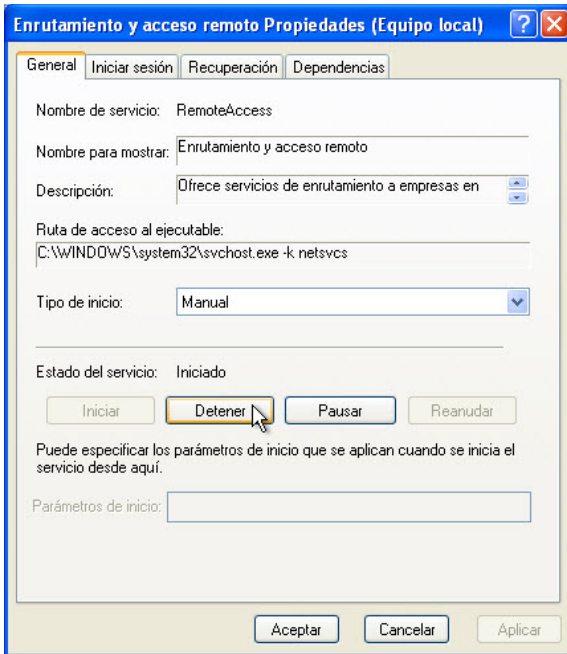 Enrutamiento y acceso remoto Propiedades (Equipo local)
General Iniciar sesión Recuperación Dependencias
Nombre de servicio: RemoteAccess
Nombre para mostrar: Enrutamiento y acceso remoto
Descripción: Ofrece servicios de enrutamiento a empresas en
Ruta de acceso al ejecutable:
C:\WINDOWS\system32\svchost.exe -k netsvcs
Tipo de inicio: Manual
Estado del servicio: Iniciado
Iniciar Detener Pausar Reanudar
Puede especificar los parámetros de inicio que se aplican cuando se inicia el
servicio desde aquí.
Parámetros de inicio:
Aceptar Cancelar Aplicar